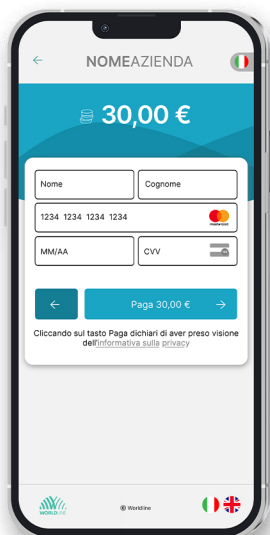 NOMEAZIENDA
30,00 €
Nome Cognome
1234 1234 1234 1234 mastercard
MM/AA CVV
Paga 30,00 €
Cliccando sul tasto Paga dichiari di aver preso visione
dell'informativa sulla privacy
WORLDLINE © Worldline